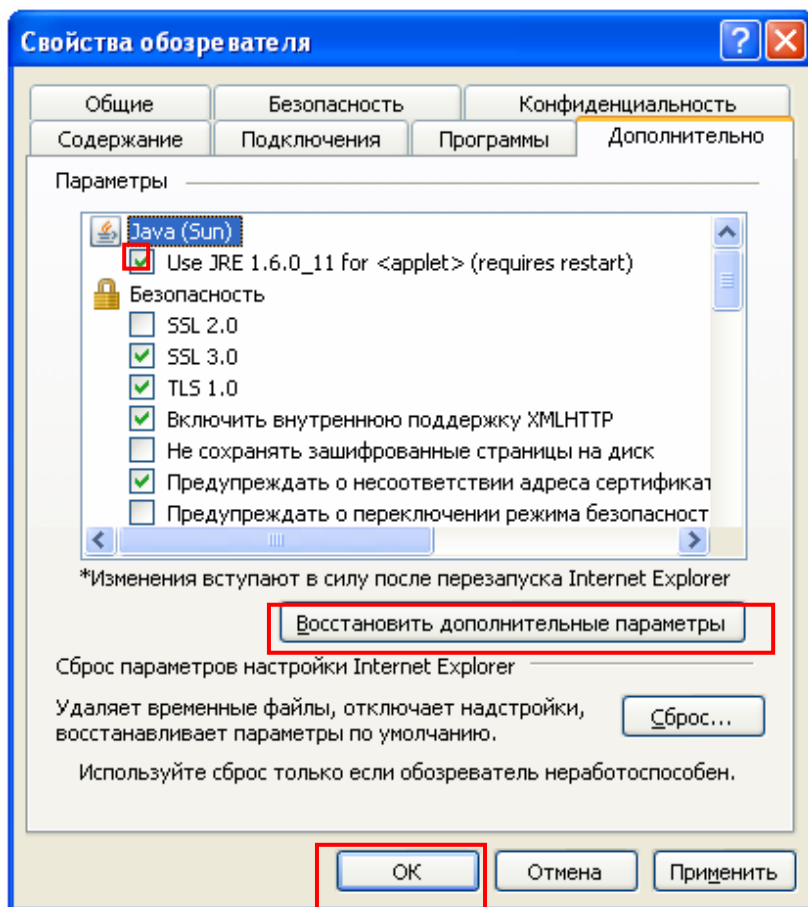 Свойства обозревателя
Общие
Безопасность
Конфиденциальность
Содержание
Подключения
Программы
Дополнительно
Параметры
Java (Sun)
Use JRE 1.6.0_11 for <applet> (requires restart)
Безопасность
SSL 2.0
SSL 3.0
TLS 1.0
Включить внутреннюю поддержку XMLHTTP
Не сохранять зашифрованные страницы на диск
Предупреждать о несоответствии адреса сертификат
Предупреждать о переключении режима безопасност
*Изменения вступают в силу после перезапуска Internet Explorer
Восстановить дополнительные параметры
Сброс параметров настройки Internet Explorer
Удаляет временные файлы, отключает надстройки,
восстанавливает параметры по умолчанию.
Сброс...
Используйте сброс только если обозреватель неработоспособен.
ОК
Отмена
Применить